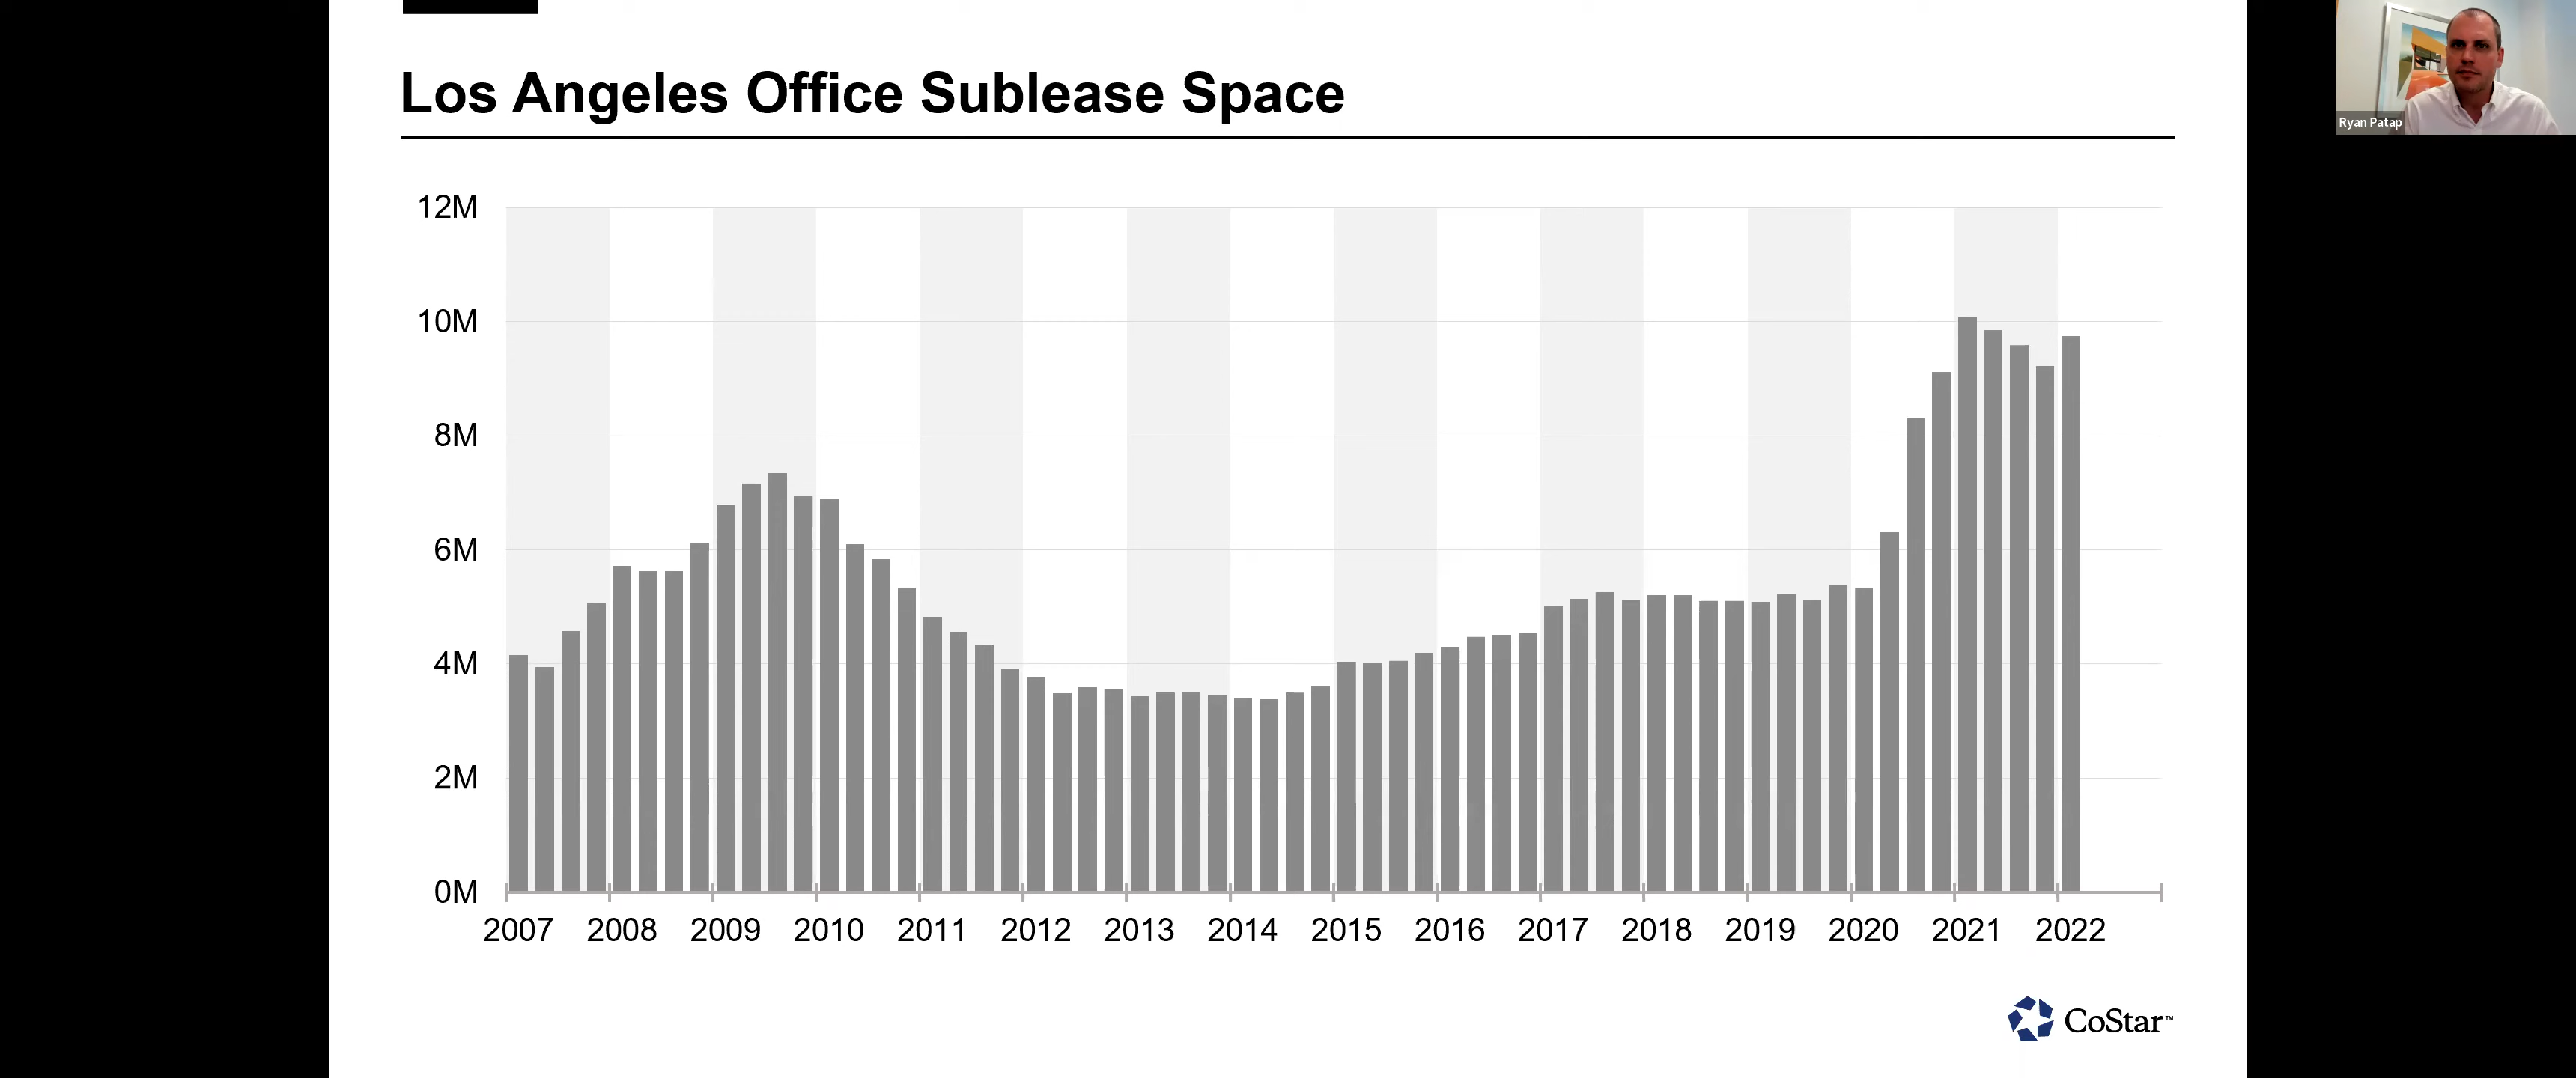 Los Angeles Office Sublease Space
Ryan Patap
12M
10M
8M
6M
4M
2M
0M
2007 2008 2009 2010 2011 2012 2013 2014 2015 2016 2017 2018 2019 2020 2021 2022
CoStar™